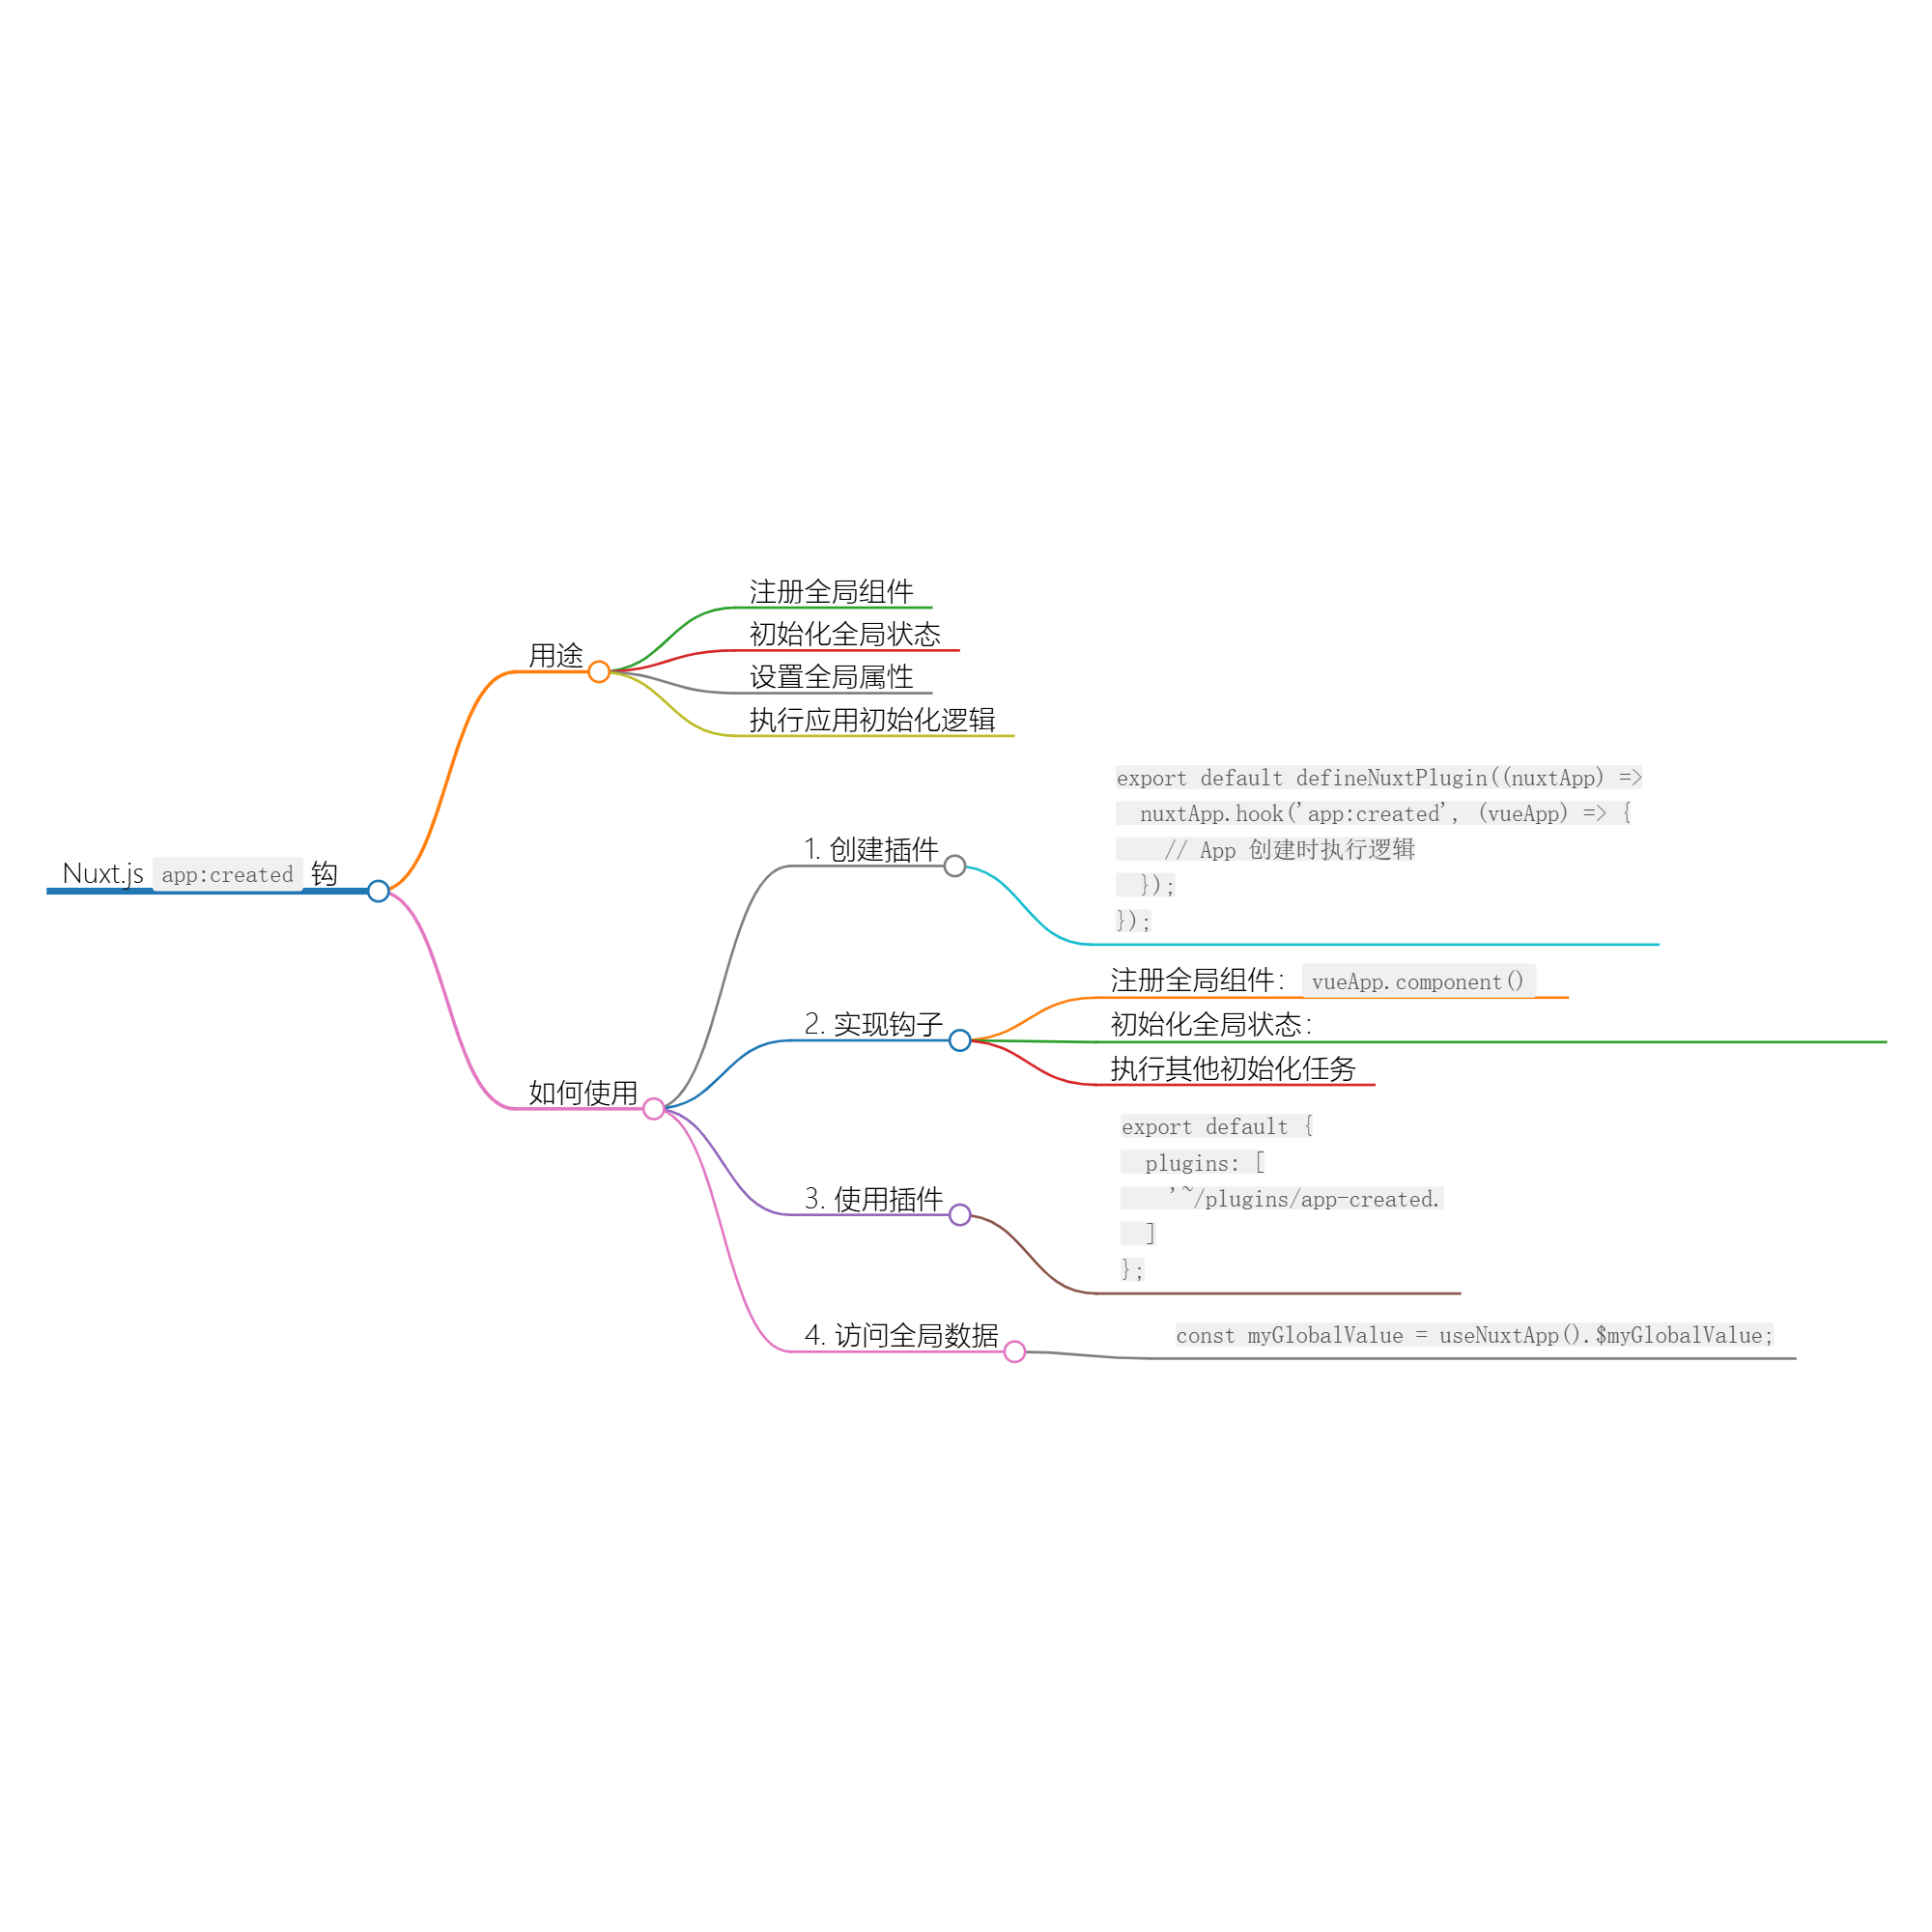 Nuxt.js app:created 钩
用途
注册全局组件
初始化全局状态
设置全局属性
执行应用初始化逻辑
如何使用
1. 创建插件
export default defineNuxtPlugin((nuxtApp) =>
  nuxtApp.hook('app:created', (vueApp) => {
    // App 创建时执行逻辑
  });
});
2. 实现钩子
注册全局组件：vueApp.component()
初始化全局状态：
执行其他初始化任务
3. 使用插件
export default {
  plugins: [
    '~/plugins/app-created.
  ]
};
4. 访问全局数据
const myGlobalValue = useNuxtApp().$myGlobalValue;